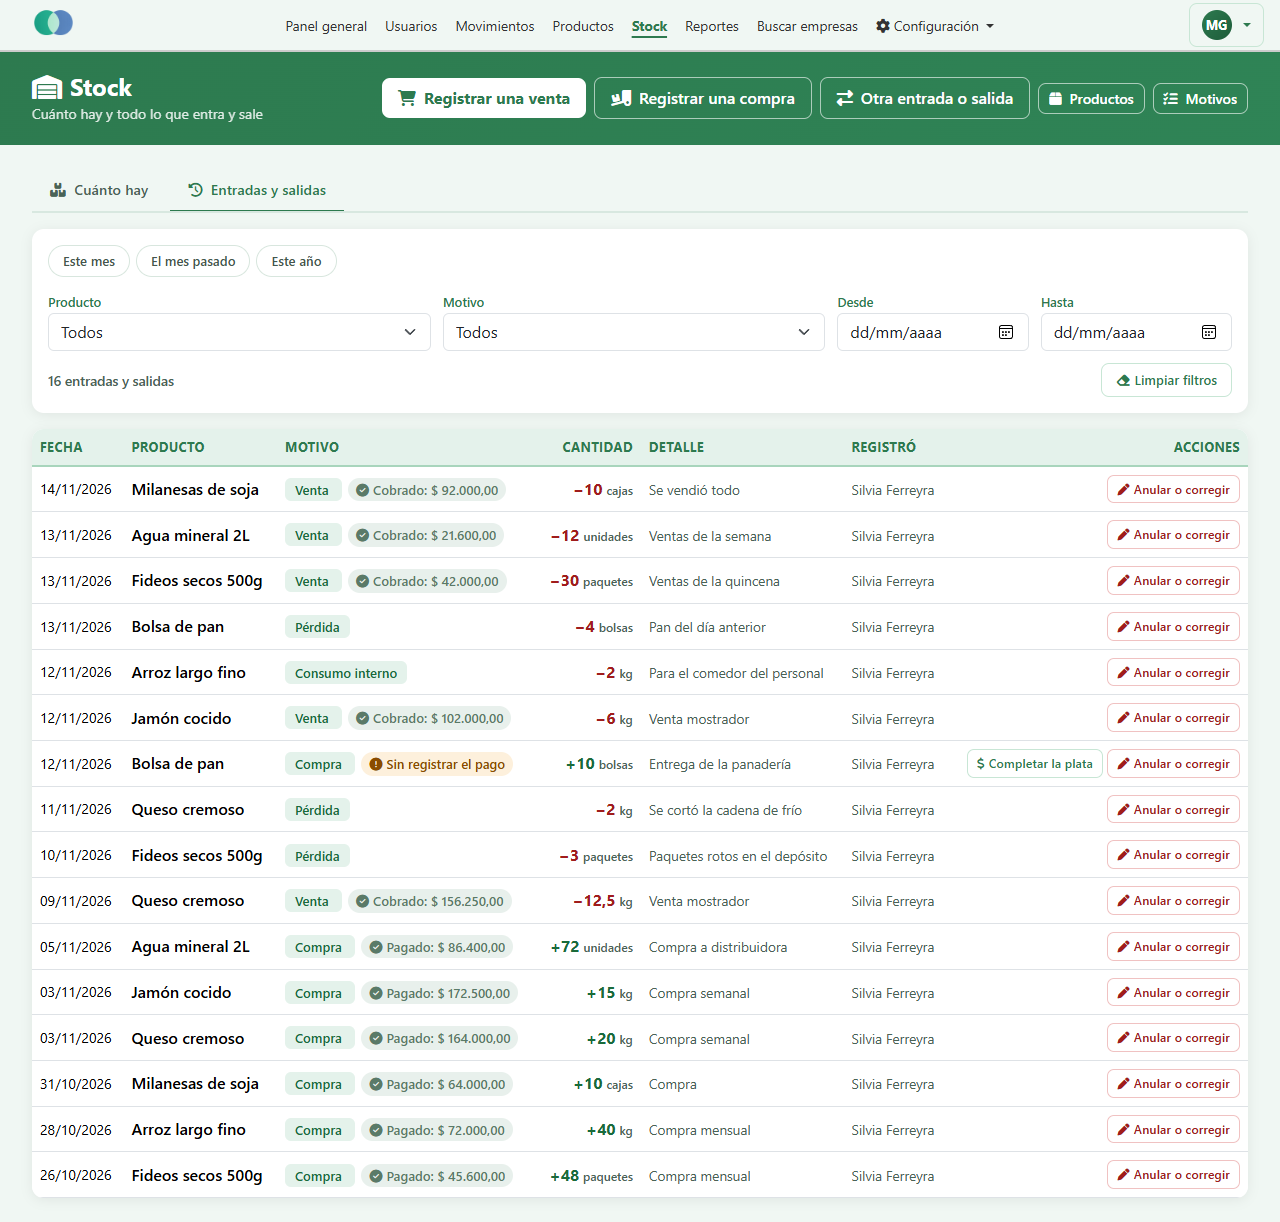 Panel general Usuarios Movimientos Productos Stock Reportes Buscar empresas Configuración MG
Stock
Cuánto hay y todo lo que entra y sale
Registrar una venta Registrar una compra Otra entrada o salida Productos Motivos
Cuánto hay Entradas y salidas
Este mes El mes pasado Este año
Producto Motivo Desde Hasta
Todos Todos dd/mm/aaaa dd/mm/aaaa
16 entradas y salidas Limpiar filtros
FECHA PRODUCTO MOTIVO CANTIDAD DETALLE REGISTRÓ ACCIONES
14/11/2026 Milanesas de soja Venta Cobrado: $ 92.000,00 −10 cajas Se vendió todo Silvia Ferreyra Anular o corregir
13/11/2026 Agua mineral 2L Venta Cobrado: $ 21.600,00 −12 unidades Ventas de la semana Silvia Ferreyra Anular o corregir
13/11/2026 Fideos secos 500g Venta Cobrado: $ 42.000,00 −30 paquetes Ventas de la quincena Silvia Ferreyra Anular o corregir
13/11/2026 Bolsa de pan Pérdida −4 bolsas Pan del día anterior Silvia Ferreyra Anular o corregir
12/11/2026 Arroz largo fino Consumo interno −2 kg Para el comedor del personal Silvia Ferreyra Anular o corregir
12/11/2026 Jamón cocido Venta Cobrado: $ 102.000,00 −6 kg Venta mostrador Silvia Ferreyra Anular o corregir
12/11/2026 Bolsa de pan Compra Sin registrar el pago +10 bolsas Entrega de la panadería Silvia Ferreyra $ Completar la plata Anular o corregir
11/11/2026 Queso cremoso Pérdida −2 kg Se cortó la cadena de frío Silvia Ferreyra Anular o corregir
10/11/2026 Fideos secos 500g Pérdida −3 paquetes Paquetes rotos en el depósito Silvia Ferreyra Anular o corregir
09/11/2026 Queso cremoso Venta Cobrado: $ 156.250,00 −12,5 kg Venta mostrador Silvia Ferreyra Anular o corregir
05/11/2026 Agua mineral 2L Compra Pagado: $ 86.400,00 +72 unidades Compra a distribuidora Silvia Ferreyra Anular o corregir
03/11/2026 Jamón cocido Compra Pagado: $ 172.500,00 +15 kg Compra semanal Silvia Ferreyra Anular o corregir
03/11/2026 Queso cremoso Compra Pagado: $ 164.000,00 +20 kg Compra semanal Silvia Ferreyra Anular o corregir
31/10/2026 Milanesas de soja Compra Pagado: $ 64.000,00 +10 cajas Compra Silvia Ferreyra Anular o corregir
28/10/2026 Arroz largo fino Compra Pagado: $ 72.000,00 +40 kg Compra mensual Silvia Ferreyra Anular o corregir
26/10/2026 Fideos secos 500g Compra Pagado: $ 45.600,00 +48 paquetes Compra mensual Silvia Ferreyra Anular o corregir